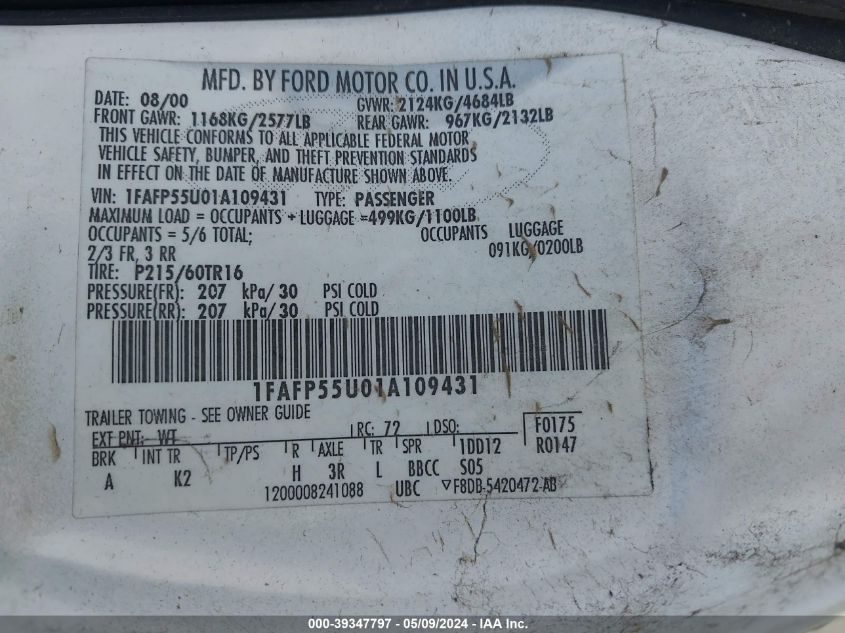 MFD. BY FORD MOTOR CO. IN U.S.A.
DATE: 08/00 GVWR: 2124KG/4684LB
FRONT GAWR: 1168KG/2577LB REAR GAWR: 967KG/2132LB
THIS VEHICLE CONFORMS TO ALL APPLICABLE FEDERAL MOTOR
VEHICLE SAFETY, BUMPER, AND THEFT PREVENTION STANDARDS
IN EFFECT ON THE DATE OF MANUFACTURE SHOWN ABOVE.
VIN: 1FAFP55U01A109431 TYPE: PASSENGER
MAXIMUM LOAD = OCCUPANTS + LUGGAGE =499KG/1100LB
OCCUPANTS = 5/6 TOTAL; OCCUPANTS LUGGAGE
2/3 FR, 3 RR 091KG/0200LB
TIRE: P215/60TR16
PRESSURE(FR): 207 kPa/ 30 PSI COLD
PRESSURE(RR): 207 kPa/ 30 PSI COLD
1FAFP55U01A109431
TRAILER TOWING - SEE OWNER GUIDE
EXT PNT: WT RC: 72 DSO: F0175
BRK INT TR TP/PS R AXLE TR SPR 1DD12 R0147
A K2 H 3R L BBCC S05
1200008241088 UBC ▽F8DB-5420472-AB
000-39347797 - 05/09/2024 - IAA Inc.